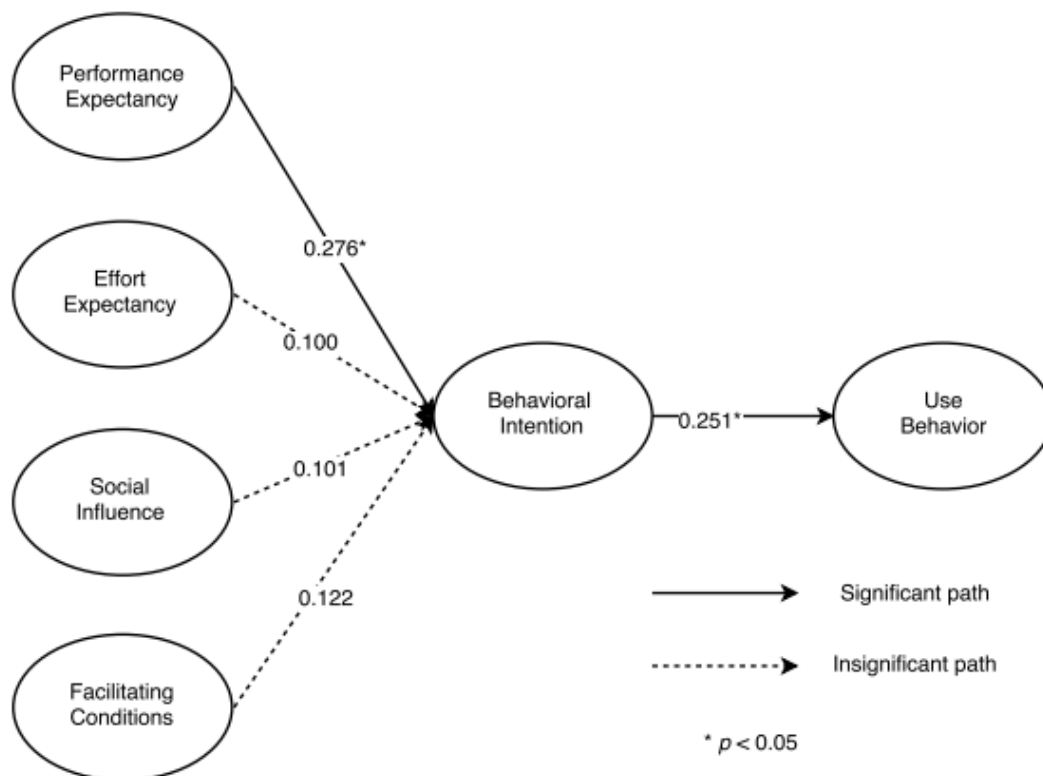 Performance
Expectancy
0.276*
Effort
Expectancy
0.100
Behavioral
Intention
0.251*
Use
Behavior
0.101
Social
Influence
0.122
Significant path
Insignificant path
Facilitating
Conditions
* p < 0.05